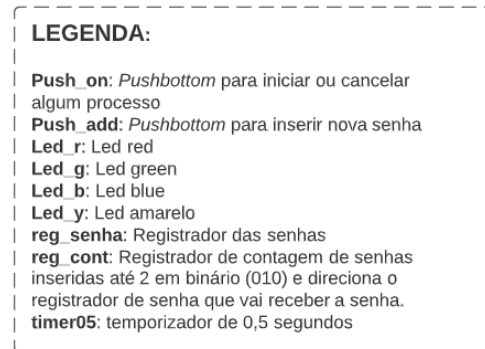 LEGENDA:
Push_on: Pushbottom para iniciar ou cancelar
algum processo
Push_add: Pushbottom para inserir nova senha
Led_r: Led red
Led_g: Led green
Led_b: Led blue
Led_y: Led amarelo
reg_senha: Registrador das senhas
reg_cont: Registrador de contagem de senhas
inseridas até 2 em binário (010) e direciona o
registrador de senha que vai receber a senha.
timer05: temporizador de 0,5 segundos